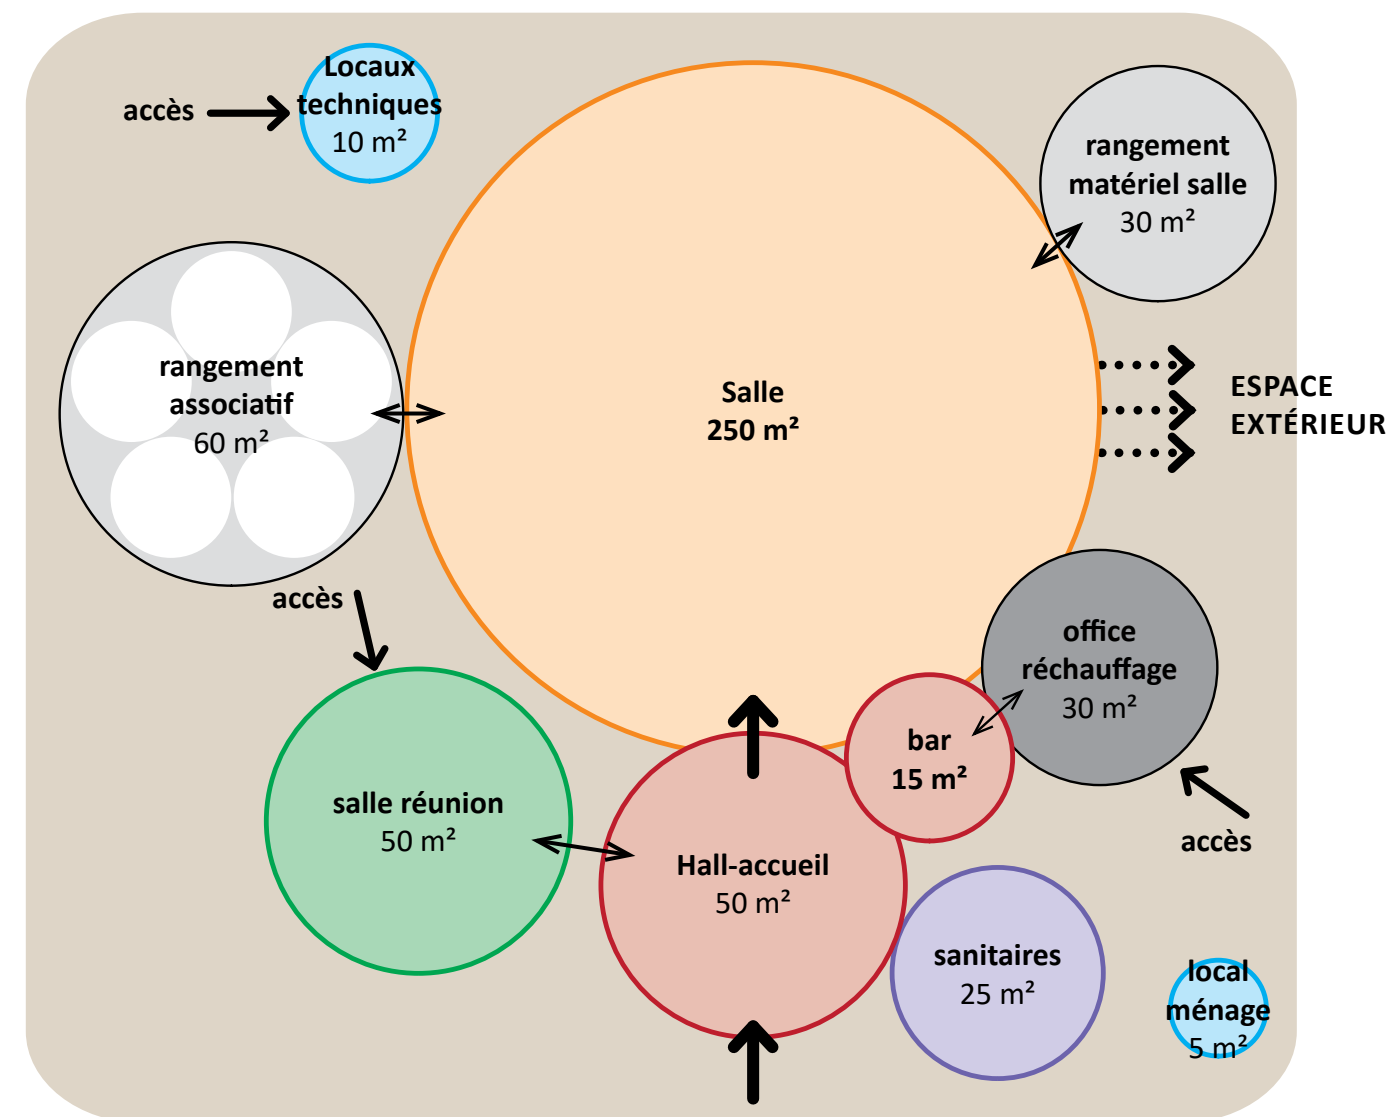 Locaux
techniques
10 m²
accès
rangement
matériel salle
30 m²
rangement
associatif
60 m²
Salle
250 m²
ESPACE
EXTÉRIEUR
accès
office
réchauffage
30 m²
bar
15 m²
accès
salle réunion
50 m²
Hall-accueil
50 m²
sanitaires
25 m²
local
ménage
5 m²